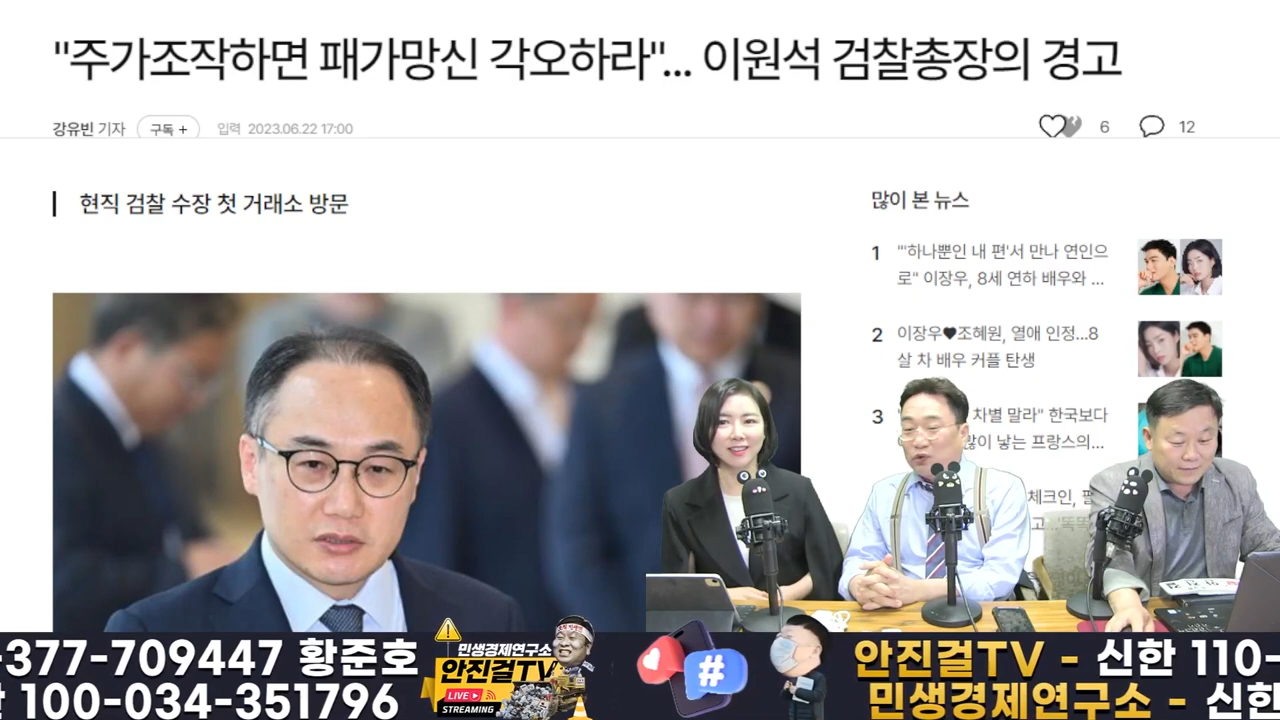 "주가조작하면 패가망신 각오하라"... 이원석 검찰총장의 경고
강유빈 기자 구독 + 입력 2023.06.22 17:00
6 12
현직 검찰 수장 첫 거래소 방문
많이 본 뉴스
1 "'하나뿐인 내 편'서 만나 연인으
로" 이장우, 8세 연하 배우와 ...
2 이장우♥조혜원, 열애 인정...8
살 차 배우 커플 탄생
3 차별 말라" 한국보다
많이 낳는 프랑스의...
체크인,
-377-709447 황준호
100-034-351796
민생경제연구소
안진걸TV
LIVE
STREAMING
#
안진걸TV - 신한 110-
민생경제연구소 - 신한